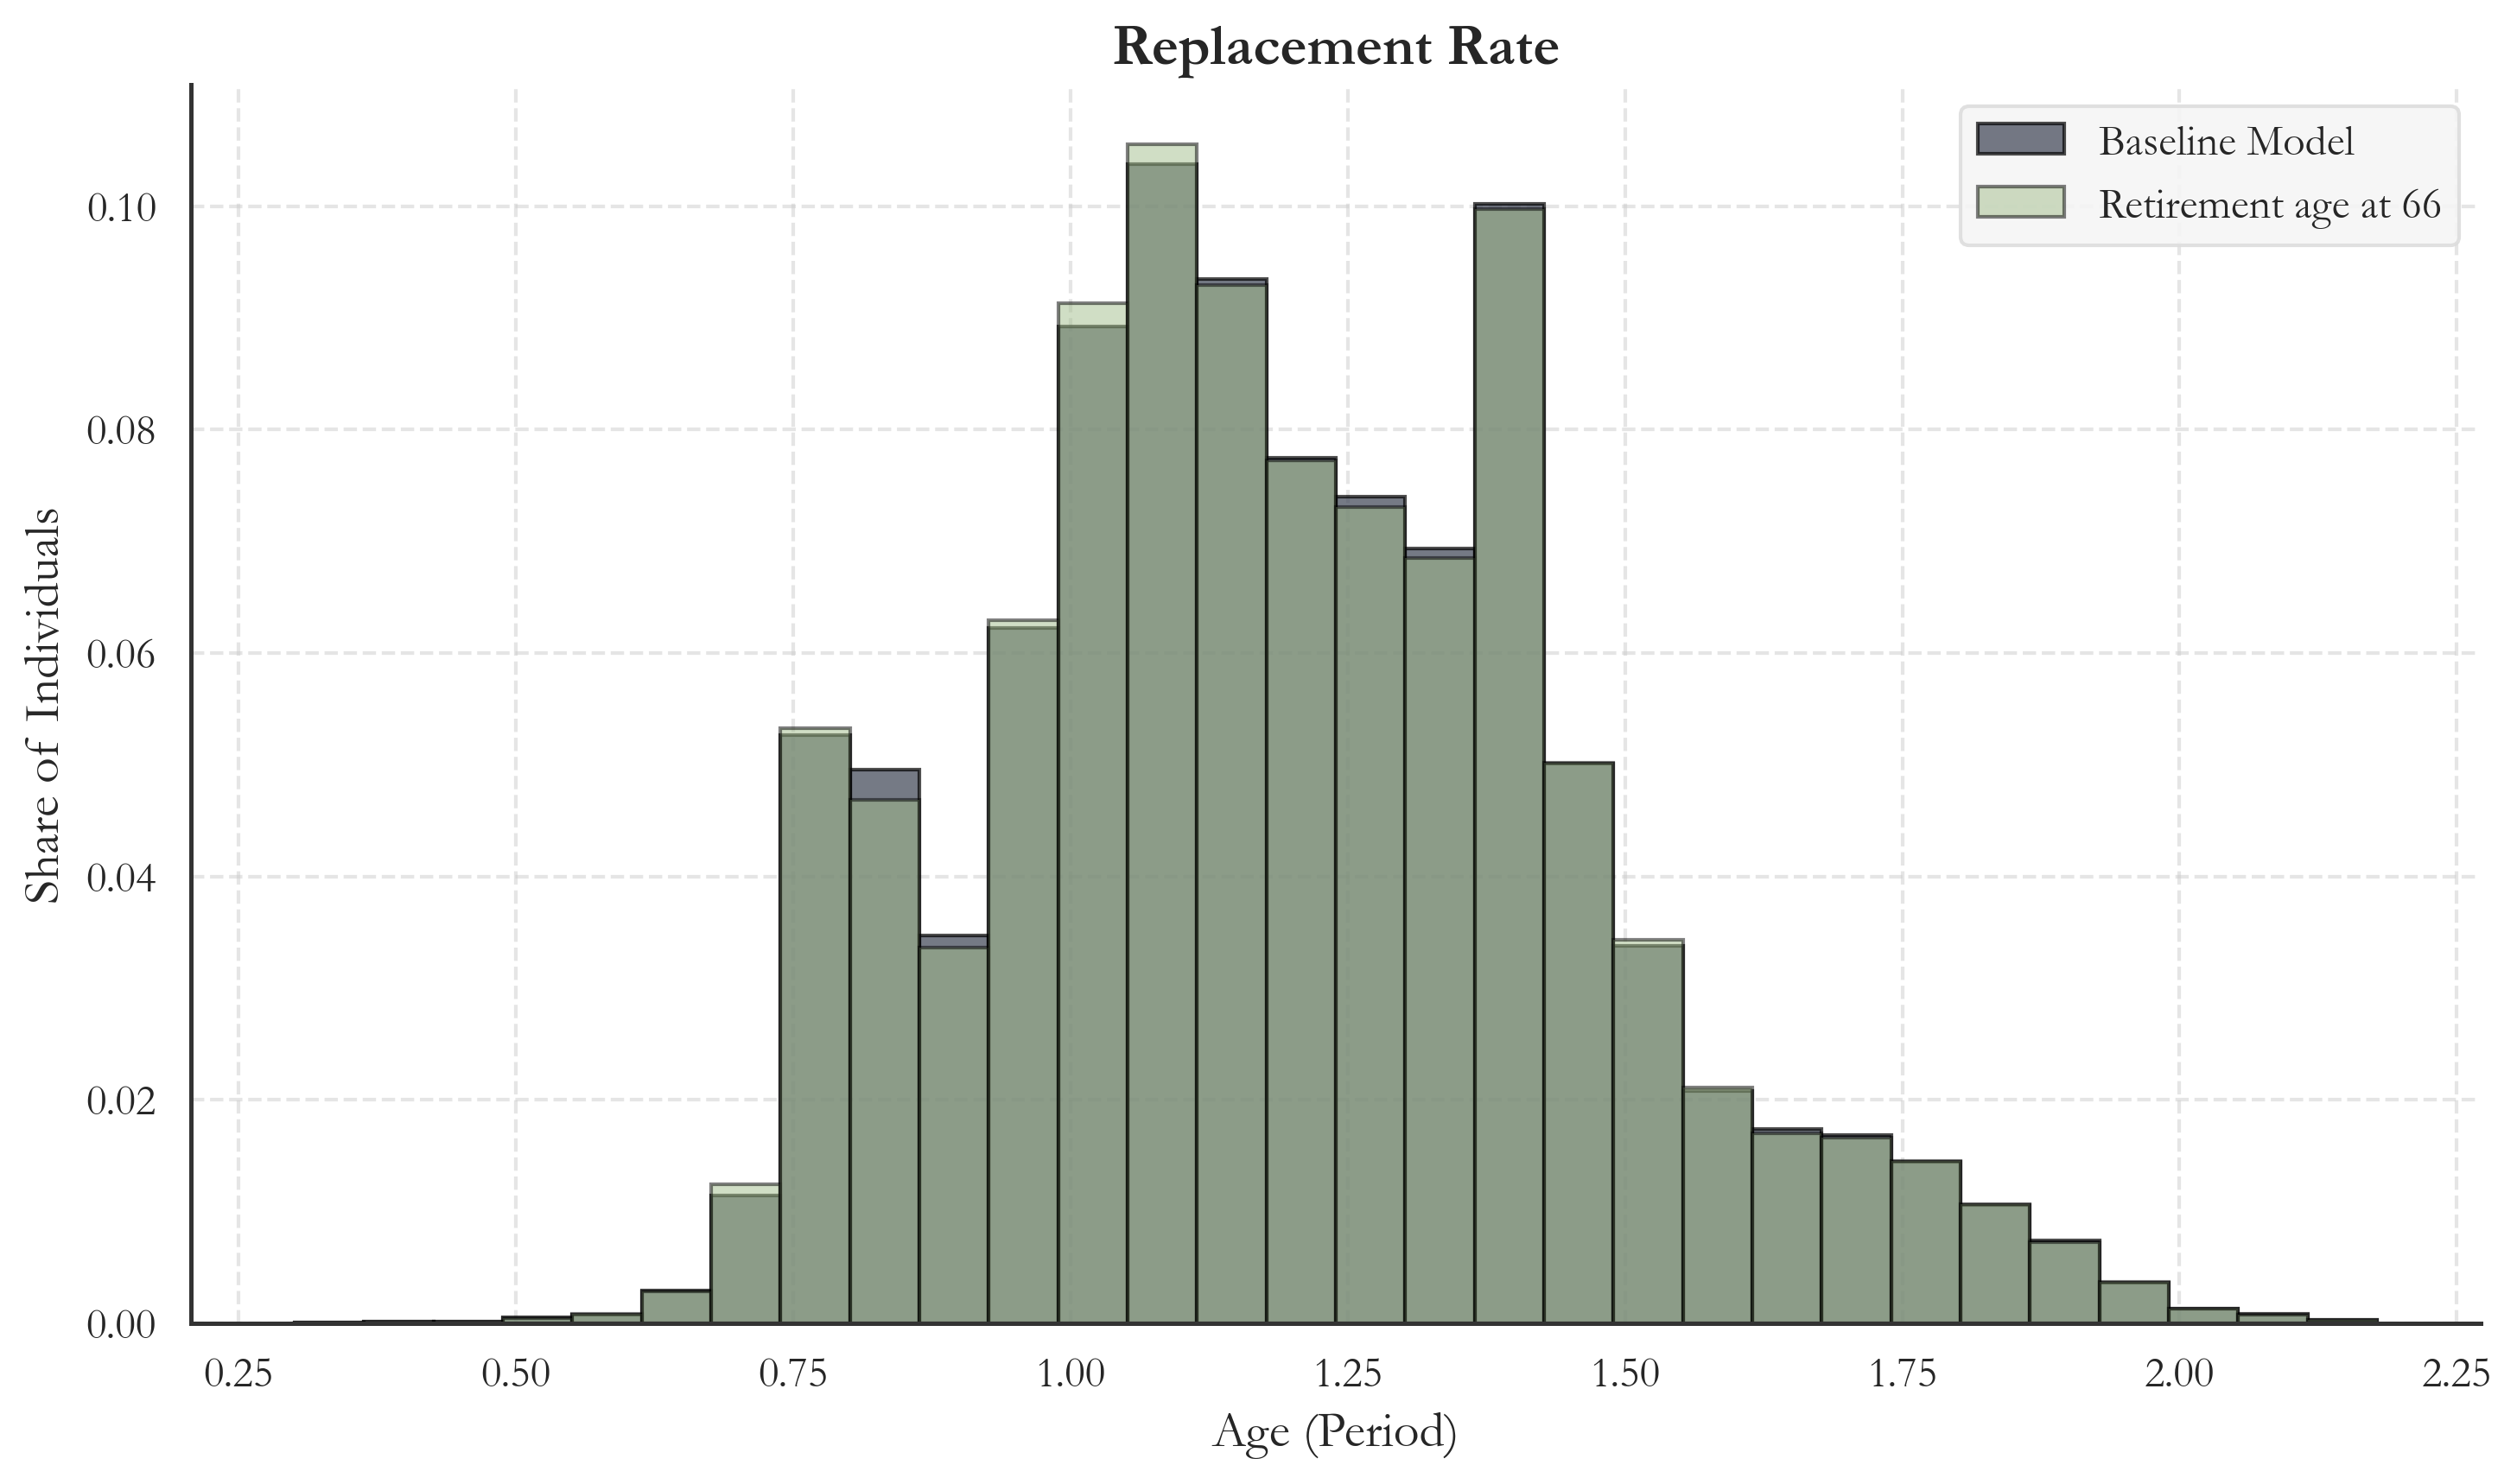 Replacement Rate
Baseline Model
Retirement age at 66
Share of Individuals
0.10
0.08
0.06
0.04
0.02
0.00
0.25 0.50 0.75 1.00 1.25 1.50 1.75 2.00 2.25
Age (Period)